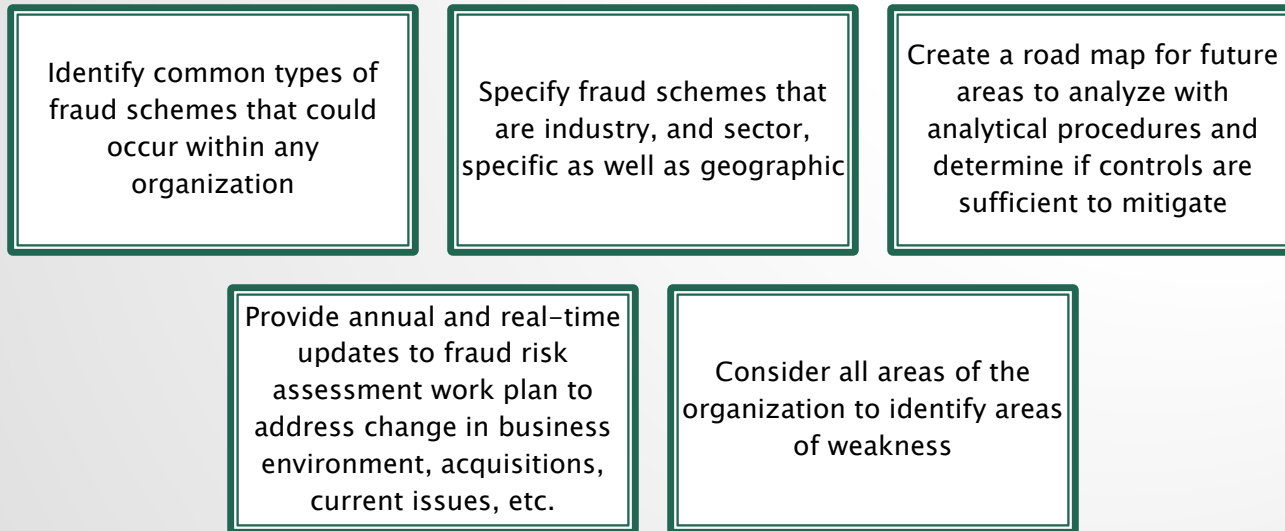 Identify common types of
fraud schemes that could
occur within any
organization
Specify fraud schemes that
are industry, and sector,
specific as well as geographic
Create a road map for future
areas to analyze with
analytical procedures and
determine if controls are
sufficient to mitigate
Provide annual and real-time
updates to fraud risk
assessment work plan to
address change in business
environment, acquisitions,
current issues, etc.
Consider all areas of the
organization to identify areas
of weakness